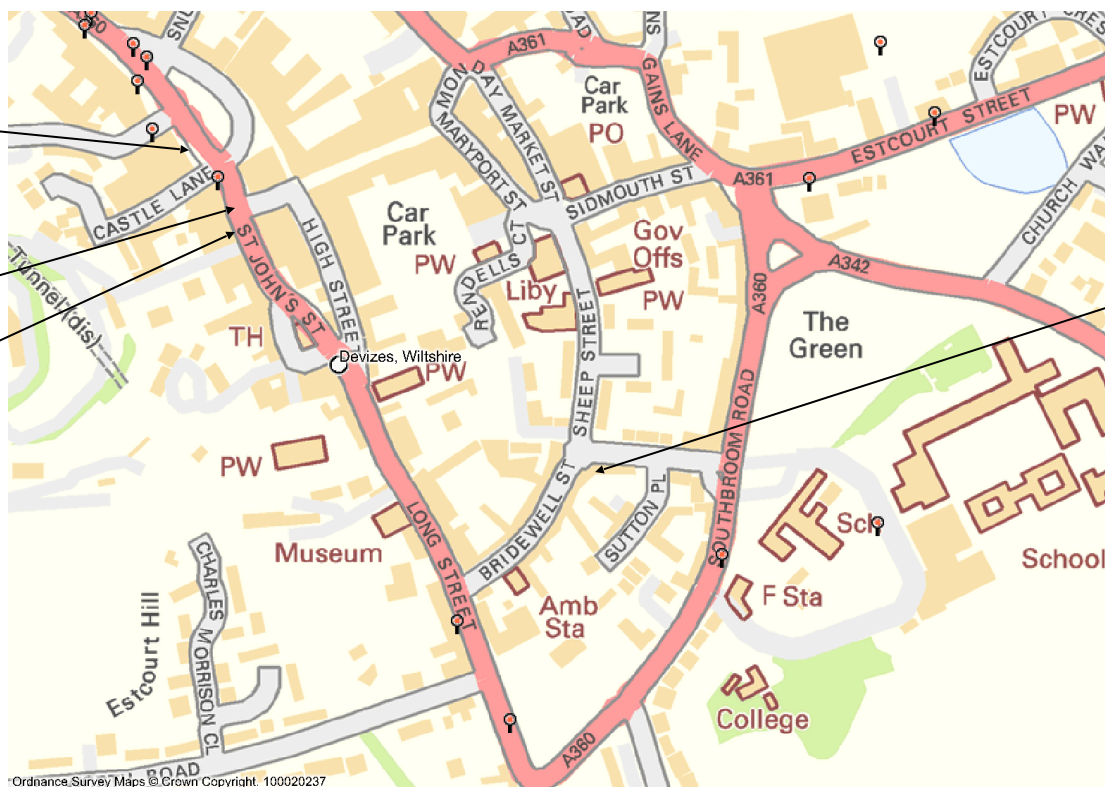 A360
A361
Car
Park
PO
GAINS LANE
MONDAY MARKET ST
MARYPORT ST
ESTCOURT STREET
PW
CHURCH
CASTLE LANE
Car
Park
SIDMOUTH ST
A361
HIGH STREET
ST JOHN'S ST
PW
RENDELLS CT
Liby
Gov
Offs
PW
A342
A360
Tunnel (dis)
TH
The
Green
Devizes, Wiltshire
PW
SHEEP STREET
SOUTHBROOM ROAD
PW
LONG STREET
BRIDEWELL ST
SUTTON PL
Sch
Museum
School
CHARLES MORRISON CL
Estcourt Hill
Amb
Sta
F Sta
College
A360
ROAD
Ordnance Survey Maps © Crown Copyright. 100020237